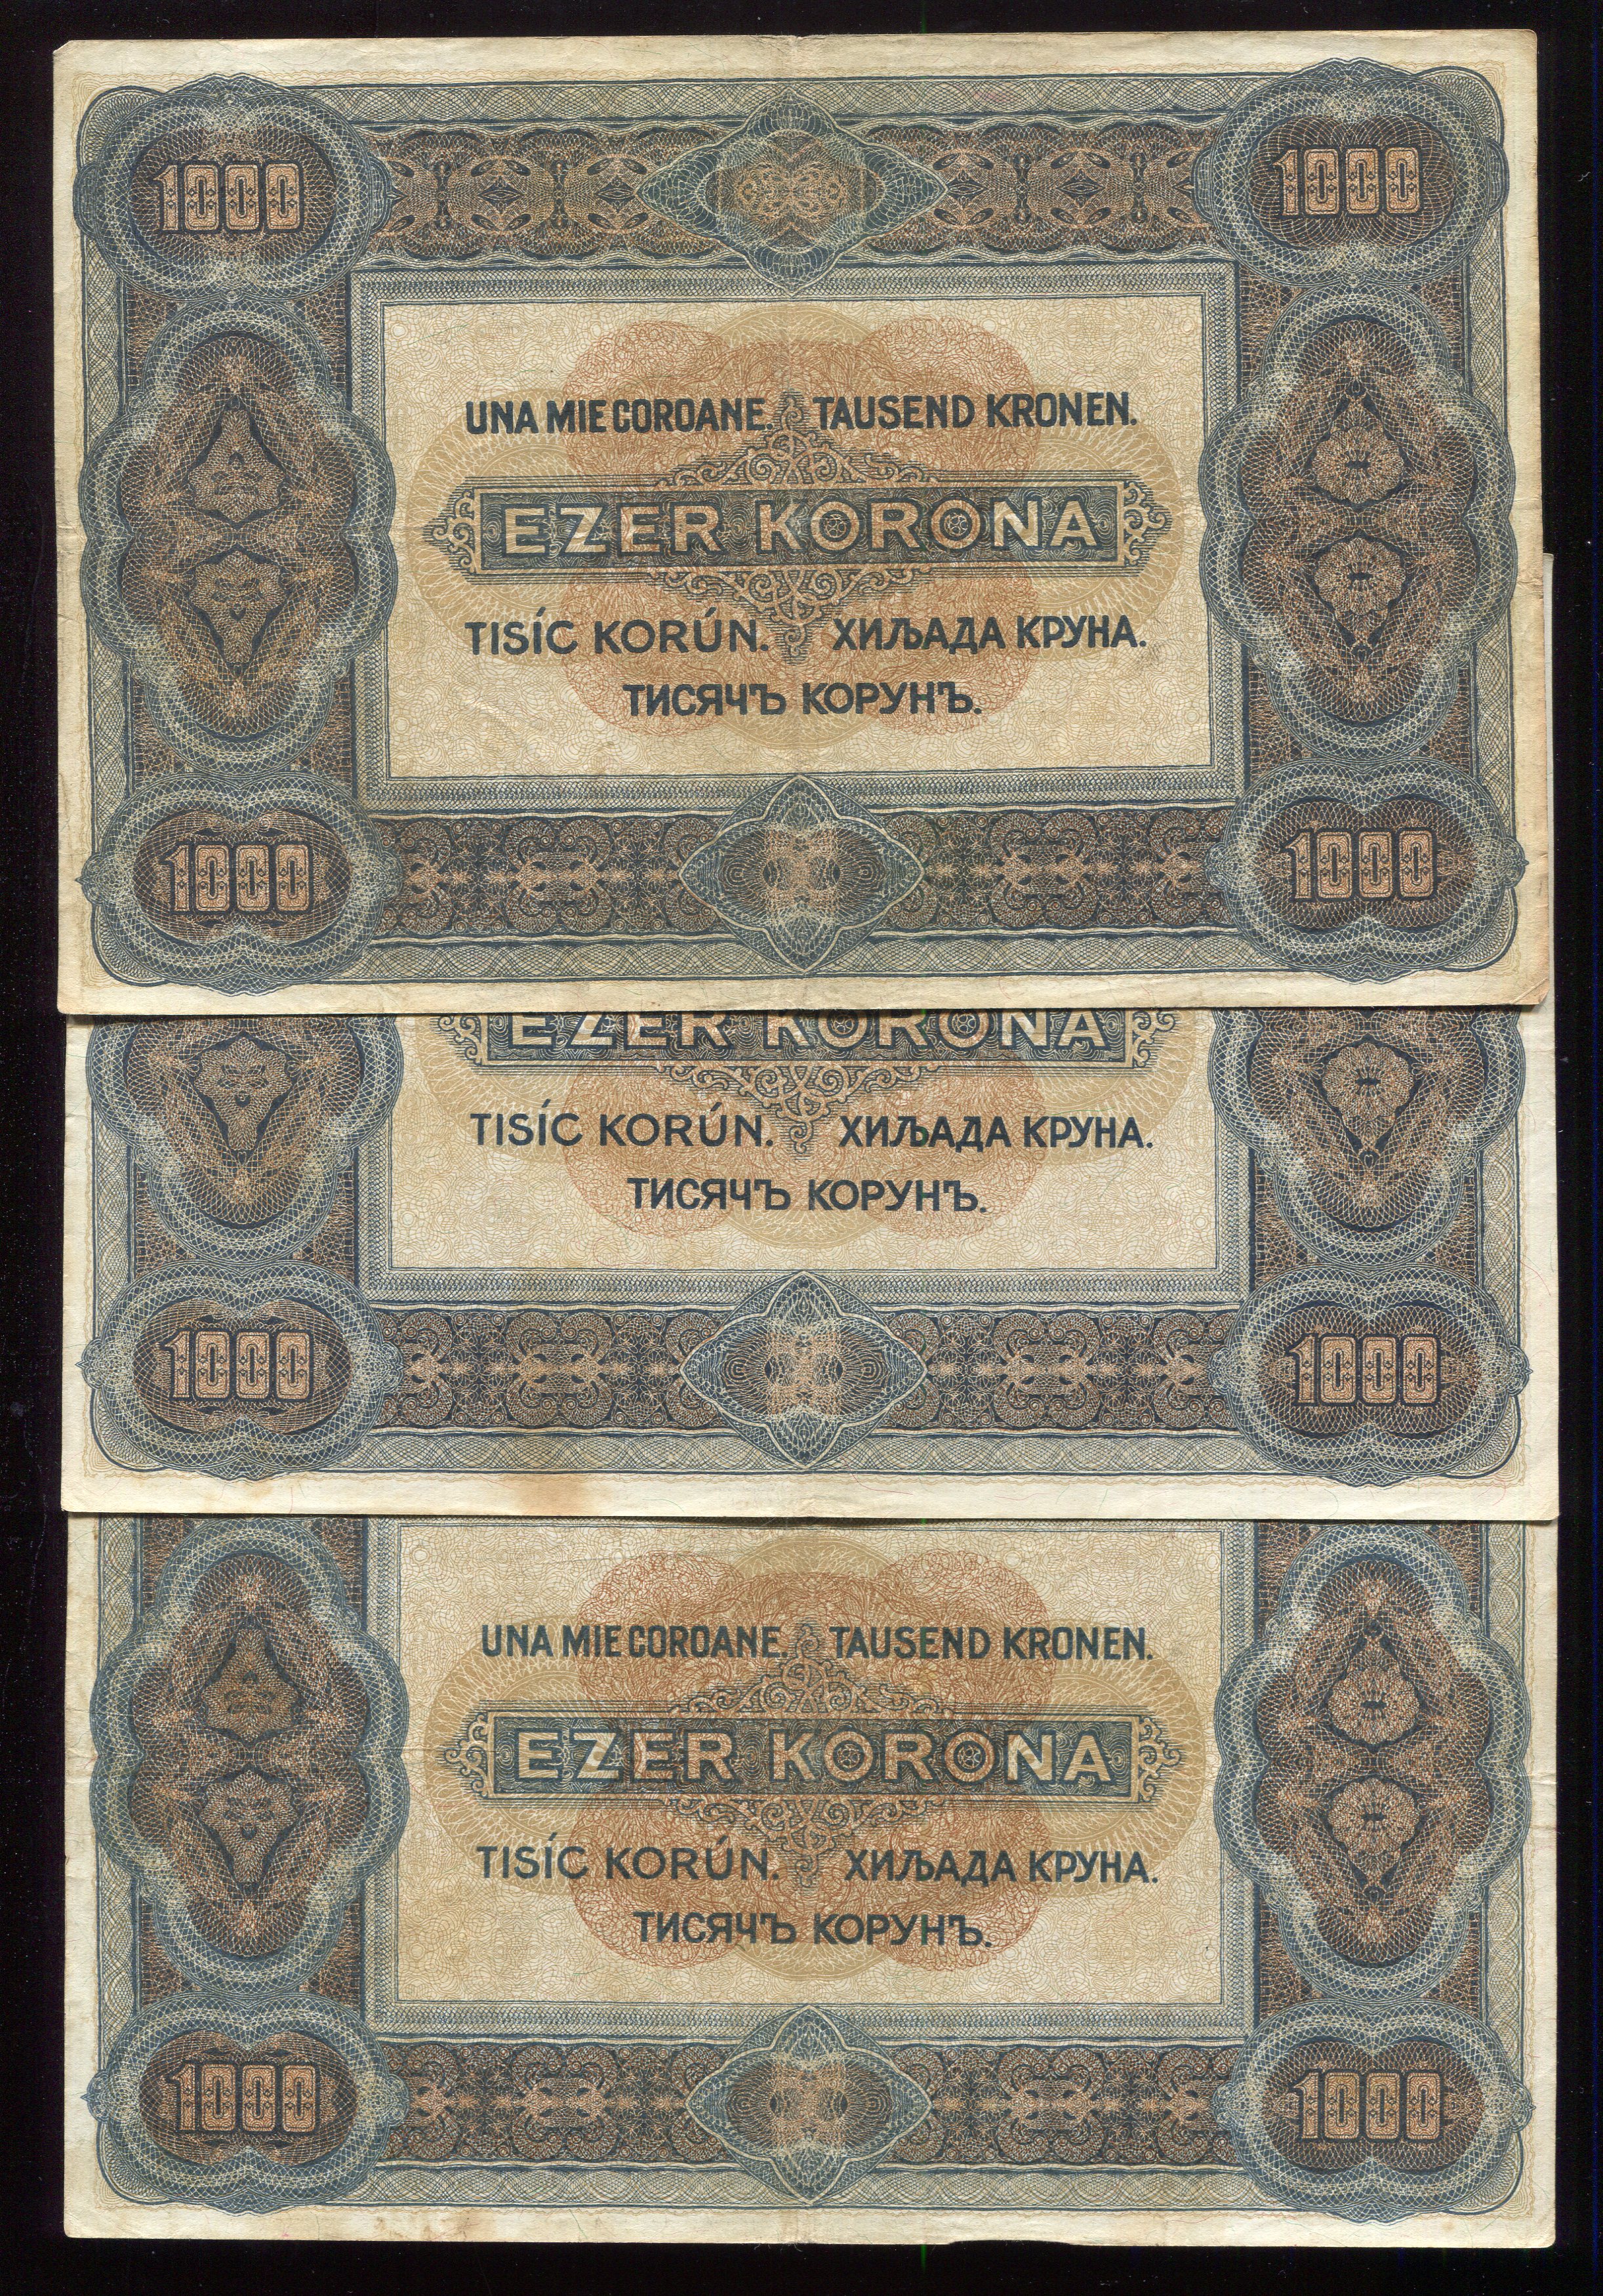 1000 1000
UNA MIE COROANE. TAUSEND KRONEN.
EZER KORONA
TISÍC KORÚN. ХИЉАДА КРУНА.
ТИСЯЧЪ КОРУНЪ.
1000 1000
EZER KORONA
TISÍC KORÚN. ХИЉАДА КРУНА.
ТИСЯЧЪ КОРУНЪ.
1000 1000
UNA MIE COROANE. TAUSEND KRONEN.
EZER KORONA
TISÍC KORÚN. ХИЉАДА КРУНА.
ТИСЯЧЪ КОРУНЪ.
1000 1000